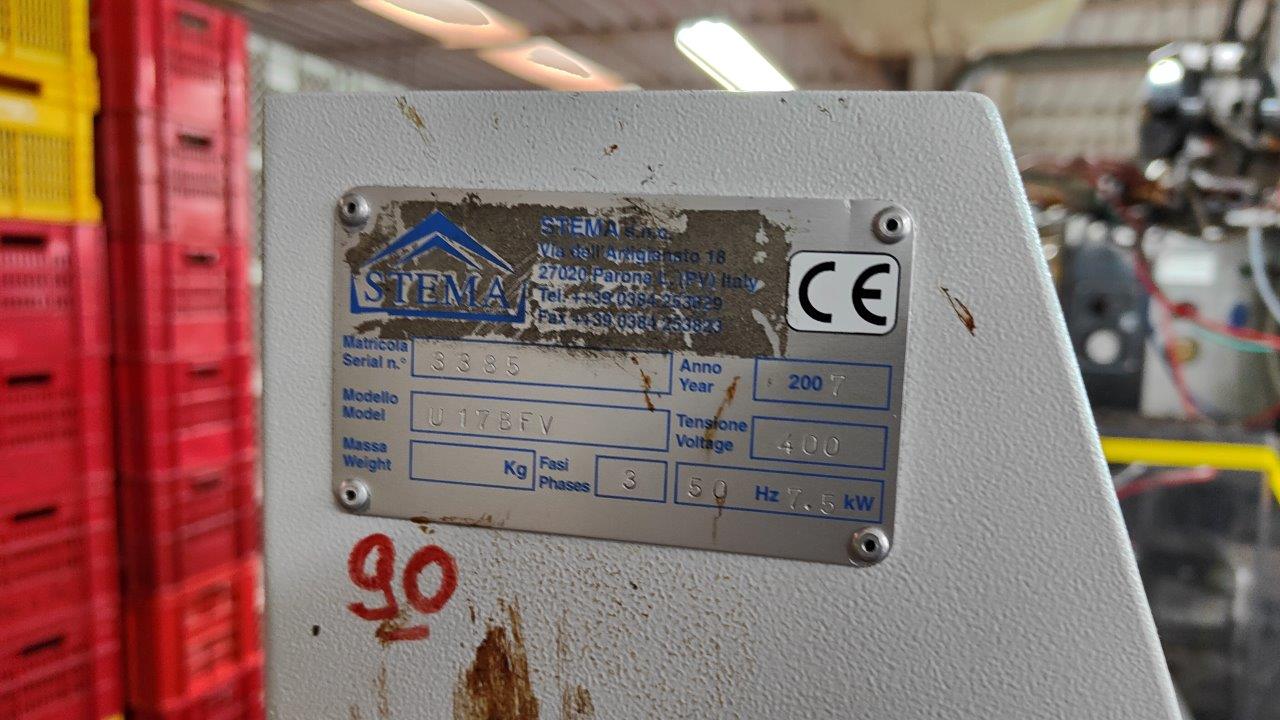 STEMA
STEMA s.n.c.
Via dell'Artigianato 18
27020 Parona L. (PV) Italy
Tel. ++39 0384 253829
Fax ++39 0384 253823
CE
Matricola
Serial n.° 3385
Anno
Year 2007
Modello
Model U 17BFV
Tensione
Voltage 400
Massa
Weight Kg
Fasi
Phases 3
50 Hz 7.5 kW
90